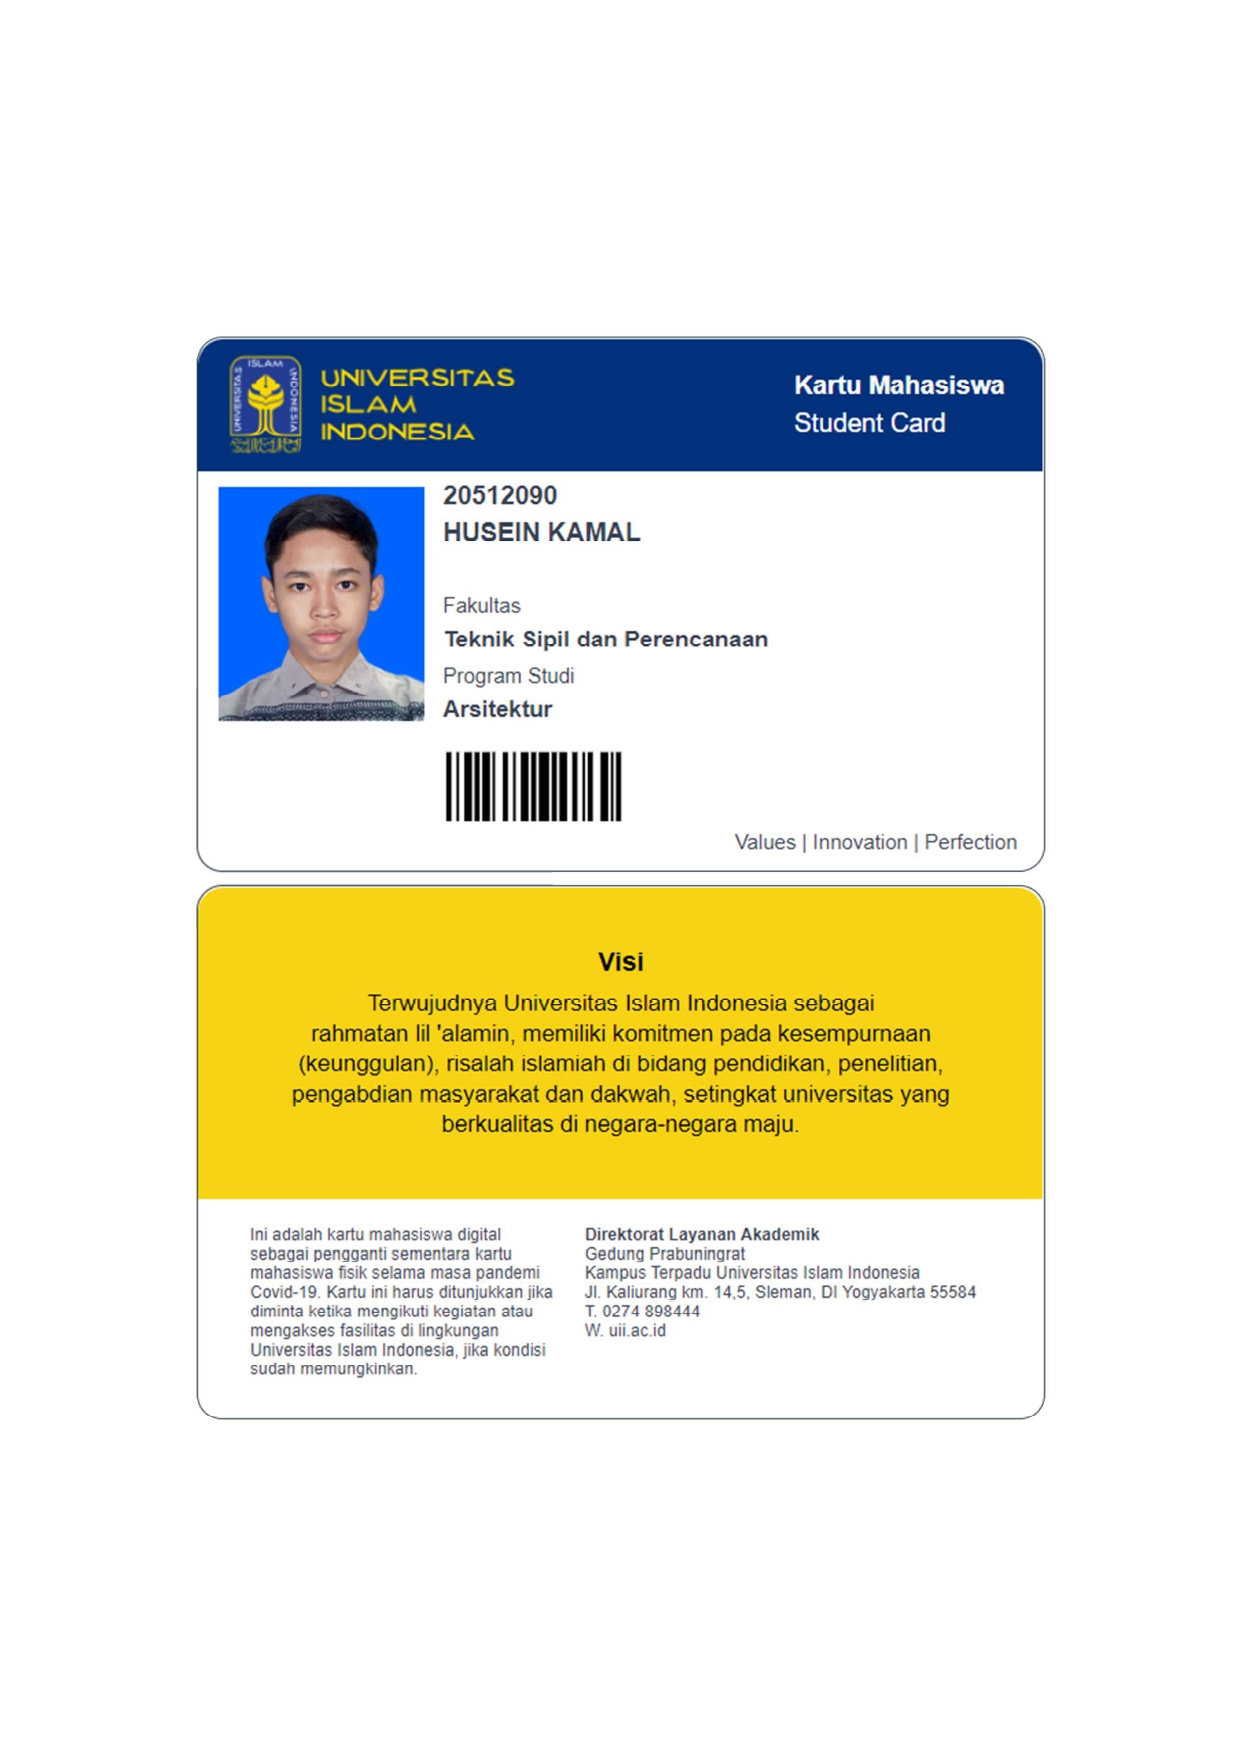 UNIVERSITAS ISLAM INDONESIA
UNIVERSITAS
ISLAM
INDONESIA
Kartu Mahasiswa
Student Card
20512090
HUSEIN KAMAL
Fakultas
Teknik Sipil dan Perencanaan
Program Studi
Arsitektur
Values | Innovation | Perfection
Visi
Terwujudnya Universitas Islam Indonesia sebagai
rahmatan lil 'alamin, memiliki komitmen pada kesempurnaan
(keunggulan), risalah islamiah di bidang pendidikan, penelitian,
pengabdian masyarakat dan dakwah, setingkat universitas yang
berkualitas di negara-negara maju.
Ini adalah kartu mahasiswa digital
sebagai pengganti sementara kartu
mahasiswa fisik selama masa pandemi
Covid-19. Kartu ini harus ditunjukkan jika
diminta ketika mengikuti kegiatan atau
mengakses fasilitas di lingkungan
Universitas Islam Indonesia, jika kondisi
sudah memungkinkan.
Direktorat Layanan Akademik
Gedung Prabuningrat
Kampus Terpadu Universitas Islam Indonesia
Jl. Kaliurang km. 14,5, Sleman, DI Yogyakarta 55584
T. 0274 898444
W. uii.ac.id